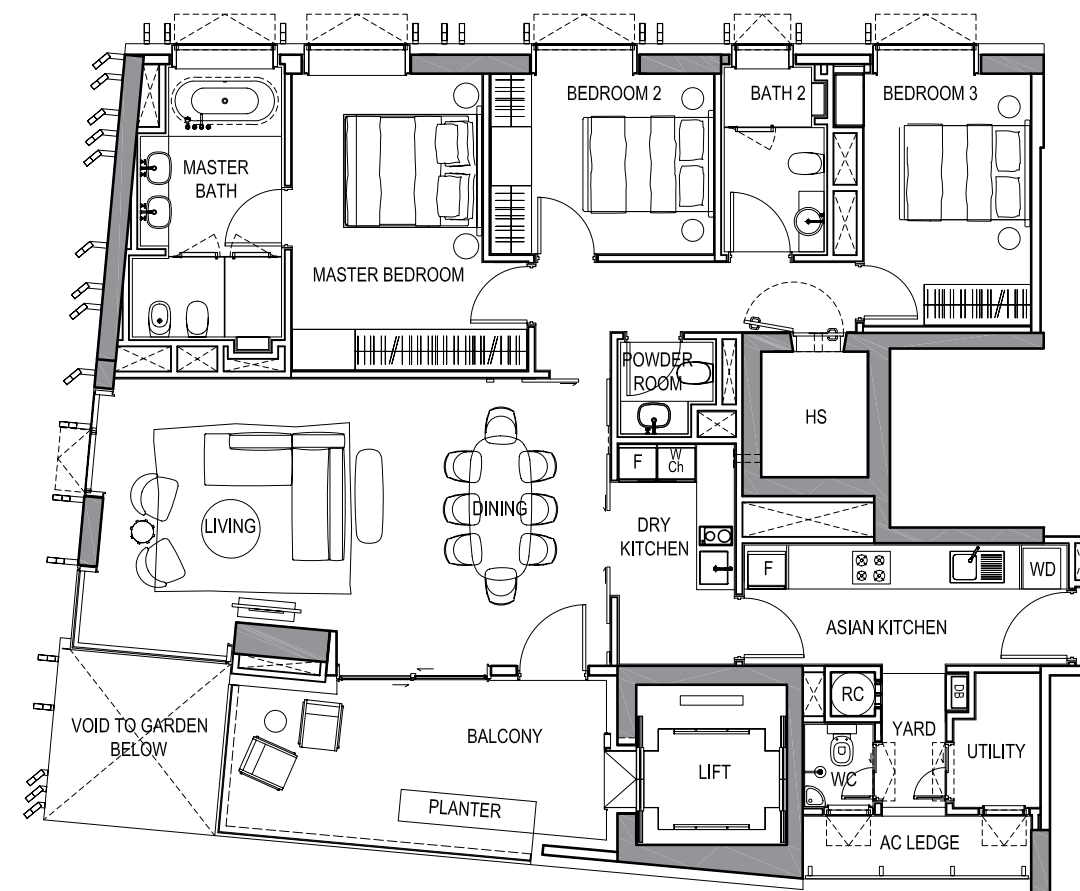 BEDROOM 2
BATH 2
BEDROOM 3
MASTER
BATH
MASTER BEDROOM
POWDER
ROOM
HS
F
W
Ch
LIVING
DINING
DRY
KITCHEN
F
WD
ASIAN KITCHEN
RC
DB
VOID TO GARDEN
BELOW
BALCONY
YARD
UTILITY
LIFT
WC
PLANTER
AC LEDGE